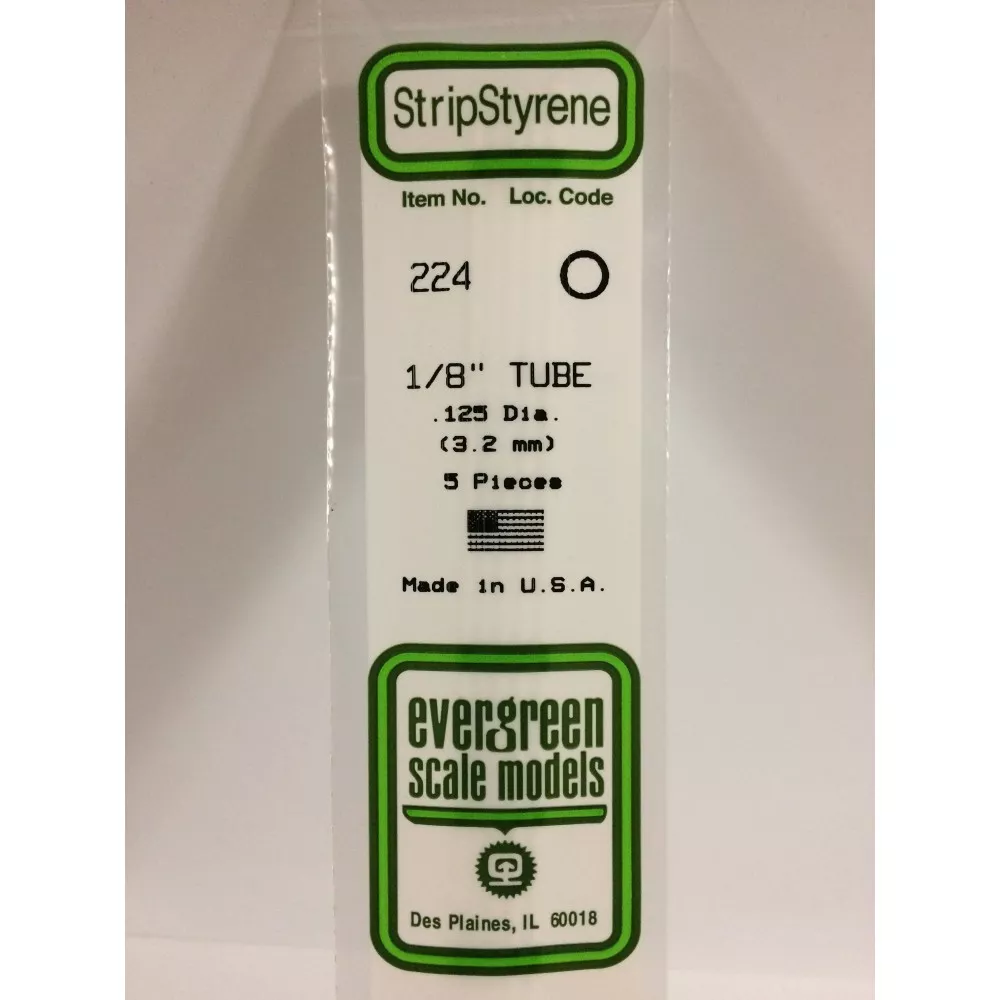 StripStyrene
Item No. Loc. Code
224
1/8" TUBE
.125 Dia.
(3.2 mm)
5 Pieces
Made in U.S.A.
evergreen
scale models
Des Plaines, IL 60018